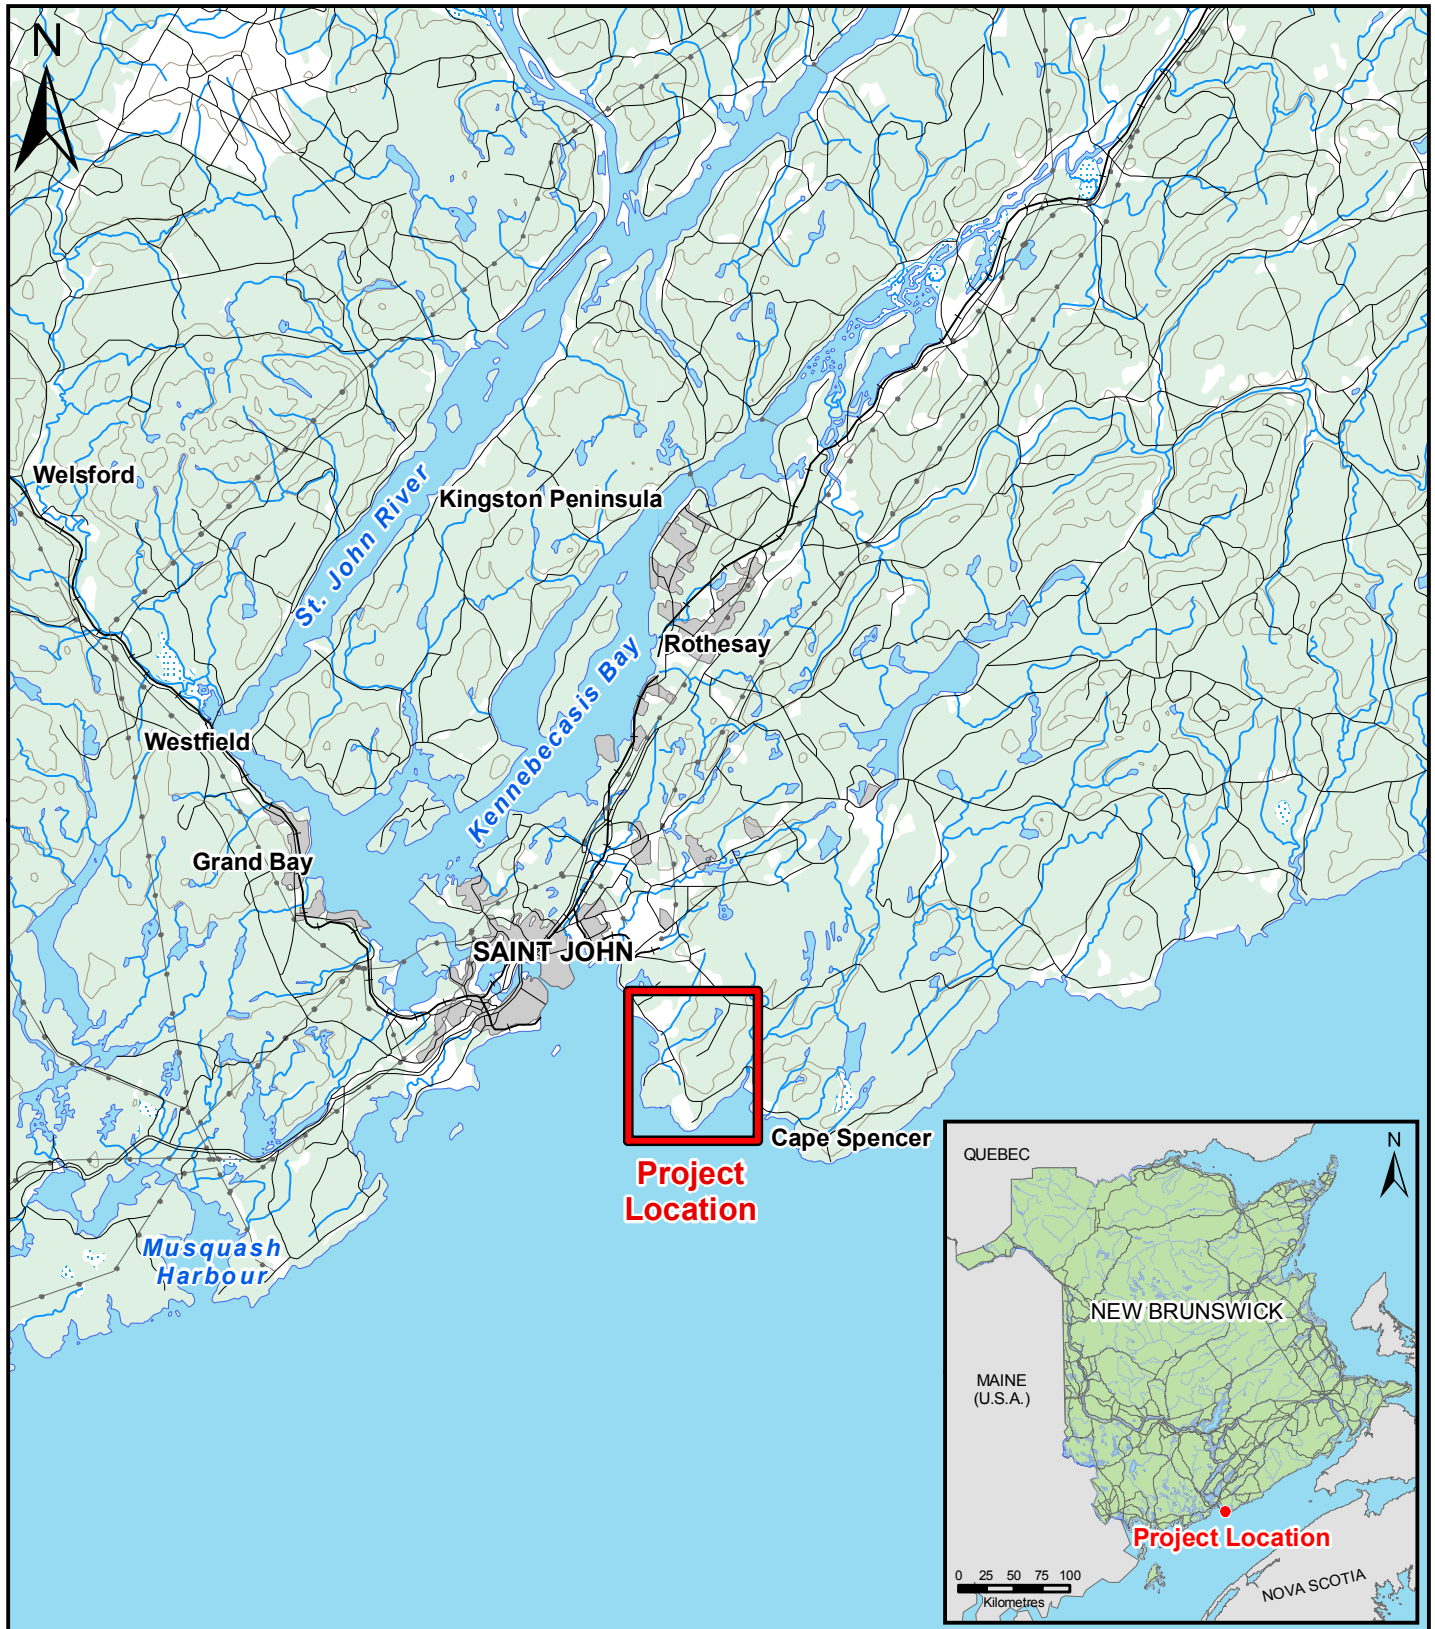 N
Welsford
St. John River
Kingston Peninsula
Rothesay
Kennebecasis Bay
Westfield
Grand Bay
SAINT JOHN
Cape Spencer
Project
Location
Musquash
Harbour
QUEBEC
N
NEW BRUNSWICK
MAINE
(U.S.A.)
Project Location
0 25 50 75 100
Kilometres
NOVA SCOTIA